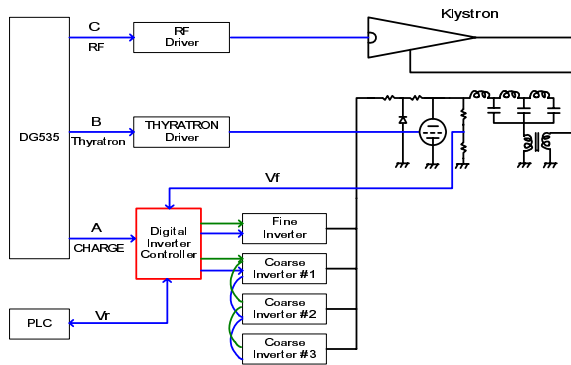 Klystron
C
RF
RF
Driver
DG535
B
Thyratron
THYRATRON
Driver
Vf
A
CHARGE
Digital
Inverter
Controller
Fine
Inverter
Coarse
Inverter #1
Coarse
Inverter #2
Coarse
Inverter #3
PLC
Vr